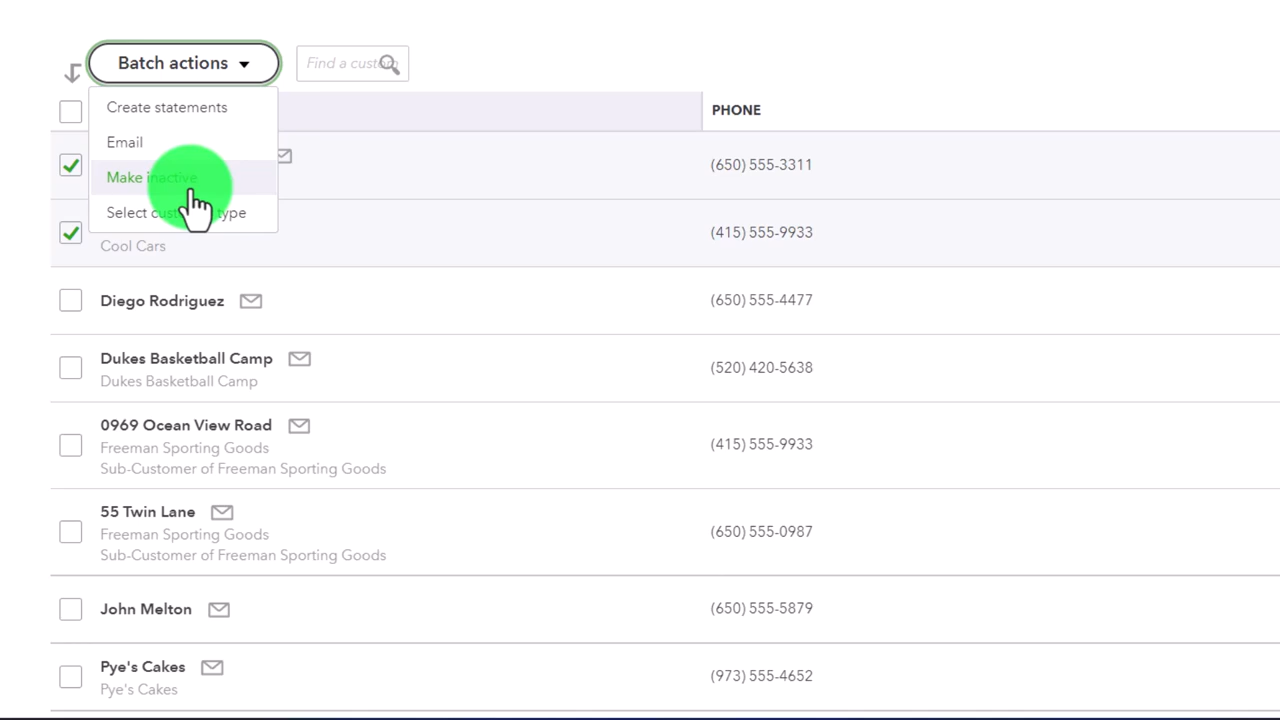 Batch actions
Find a custom
Create statements
PHONE
Email
(650) 555-3311
Make inactive
Select type
(415) 555-9933
Cool Cars
Diego Rodriguez
(650) 555-4477
Dukes Basketball Camp
Dukes Basketball Camp
(520) 420-5638
0969 Ocean View Road
Freeman Sporting Goods
Sub-Customer of Freeman Sporting Goods
(415) 555-9933
55 Twin Lane
Freeman Sporting Goods
Sub-Customer of Freeman Sporting Goods
(650) 555-0987
John Melton
(650) 555-5879
Pye's Cakes
Pye's Cakes
(973) 555-4652